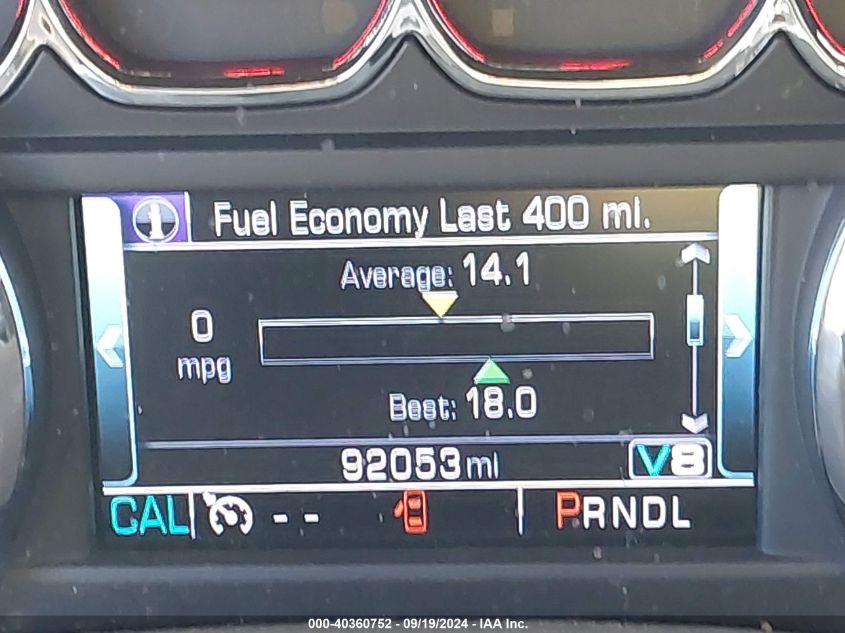 Fuel Economy Last 400 mi.
Average: 14.1
0
mpg
Best: 18.0
92053 mi V8
CAL -- PRNDL
000-40360752 - 09/19/2024 - IAA Inc.